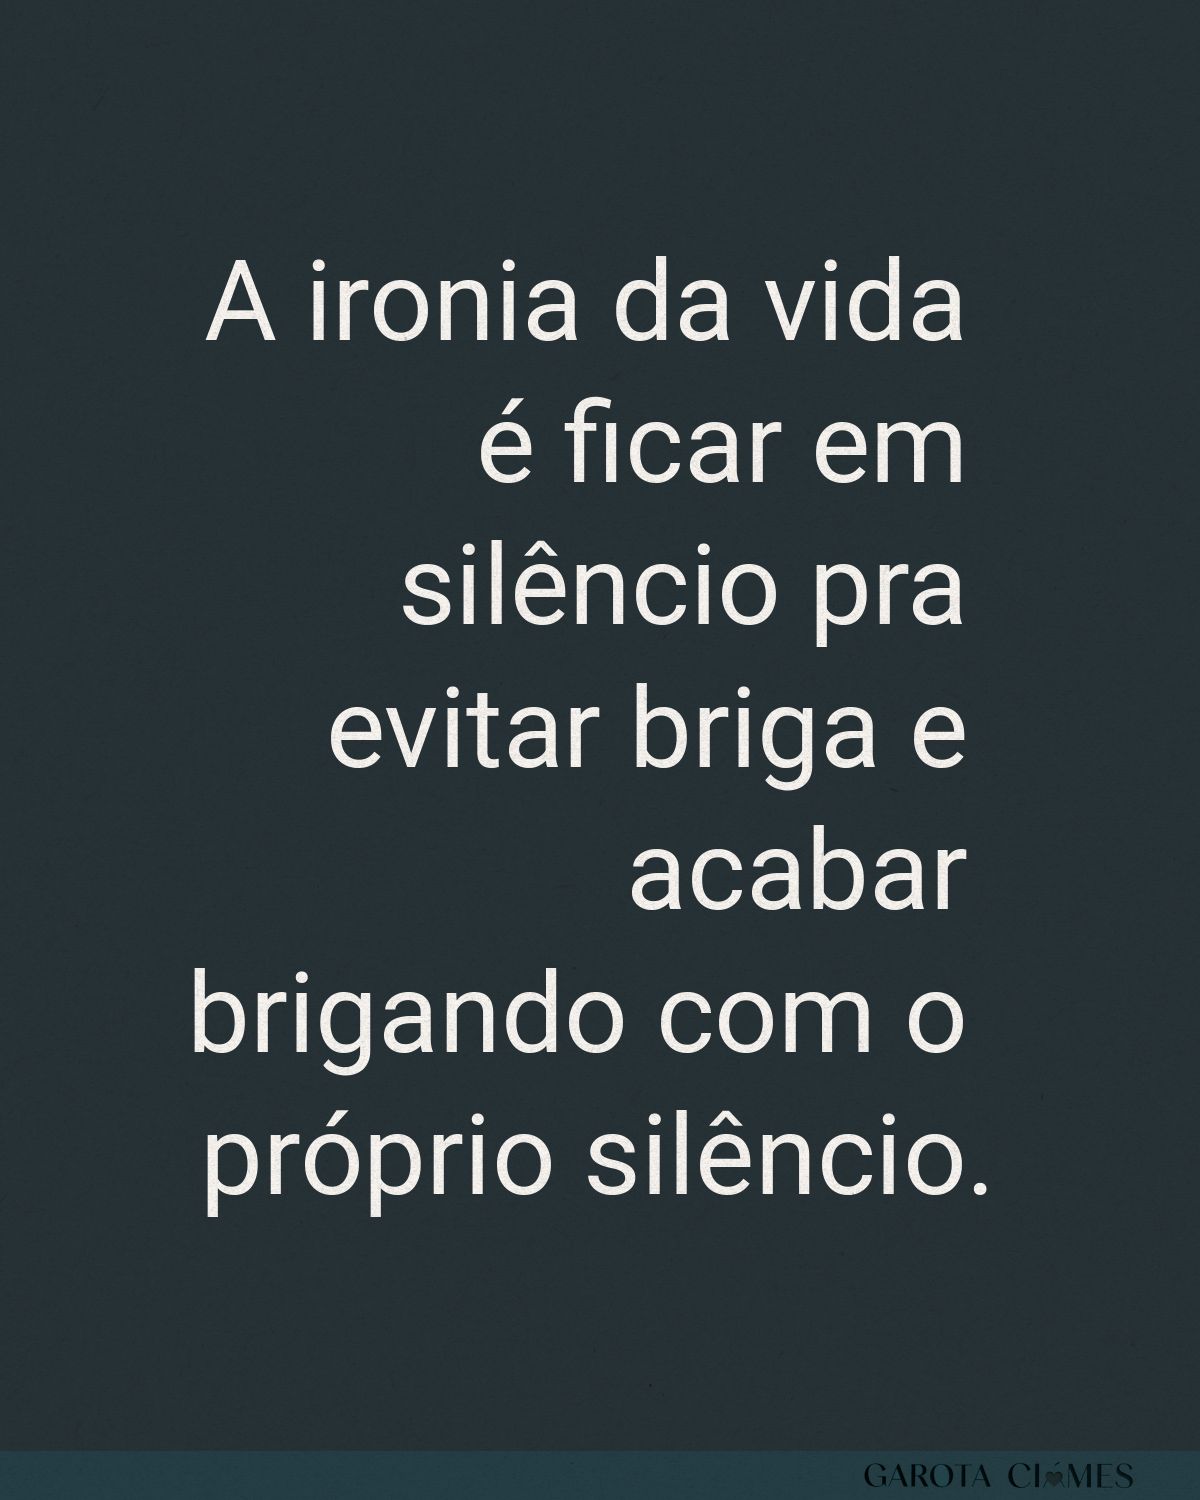 A ironia da vida
é ficar em
silêncio pra
evitar briga e
acabar
brigando com o
próprio silêncio.
GAROTA CIÚMES